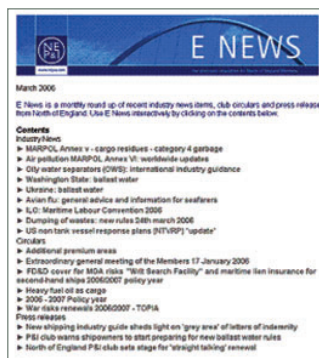 NE
P&I
E NEWS
March 2006
E News is a monthly round up of recent industry news items, club circulars and press release
from North of England. Use E News interactively by clicking on the contents below.
Contents
Industry News
► MARPOL Annex v - cargo residues - category 4 garbage
► Air pollution MARPOL Annex VI: worldwide updates
► Oily water separators (OWS): international industry guidance
► Washington State: ballast water
► Ukraine: ballast water
► Avian flu: general advice and information for seafarers
► ILO: Maritime Labour Convention 2006
► Dumping of wastes: new rules 24th march 2006
► US non tank vessel response plans (NTVRP) "update"
Circulars
► Additional premium areas
► Extraordinary general meeting of the Members 17 January 2006
► FD&D cover for MOA risks "Writ Search Facility" and maritime lien insurance for
second-hand ships 2006/2007 policy year
► Heavy fuel oil as cargo
► 2006 - 2007 Policy year
► War risks renewals 2006/2007 - TOPIA
Press releases
► New shipping industry guide sheds light on 'grey area' of letters of indemnity
► P&I club warns shipowners to start preparing for new ballast water rules
► North of England P&I club sets stage for 'straight talking' renewal